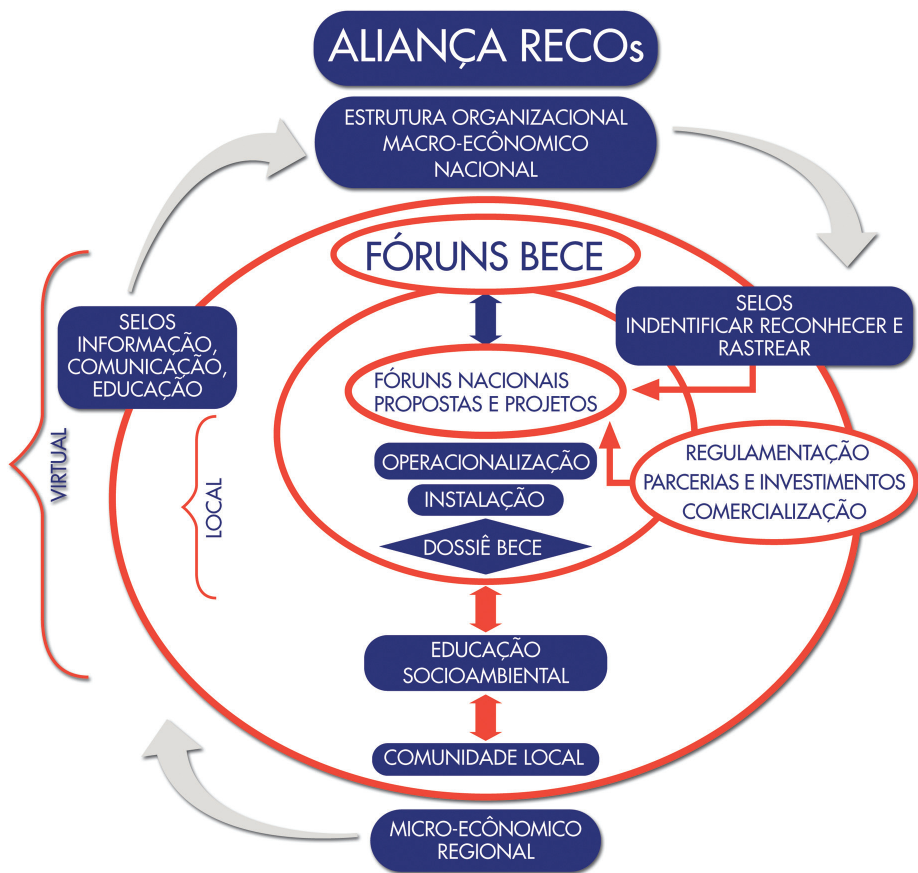 ALIANÇA RECOs
ESTRUTURA ORGANIZACIONAL
MACRO-ECÔNOMICO
NACIONAL
FÓRUNS BECE
SELOS
INFORMAÇÃO,
COMUNICAÇÃO,
EDUCAÇÃO
SELOS
INDENTIFICAR RECONHECER E
RASTREAR
FÓRUNS NACIONAIS
PROPOSTAS E PROJETOS
VIRTUAL
LOCAL
OPERACIONALIZAÇÃO
INSTALAÇÃO
DOSSIÊ BECE
REGULAMENTAÇÃO
PARCERIAS E INVESTIMENTOS
COMERCIALIZAÇÃO
EDUCAÇÃO
SOCIOAMBIENTAL
COMUNIDADE LOCAL
MICRO-ECÔNOMICO
REGIONAL